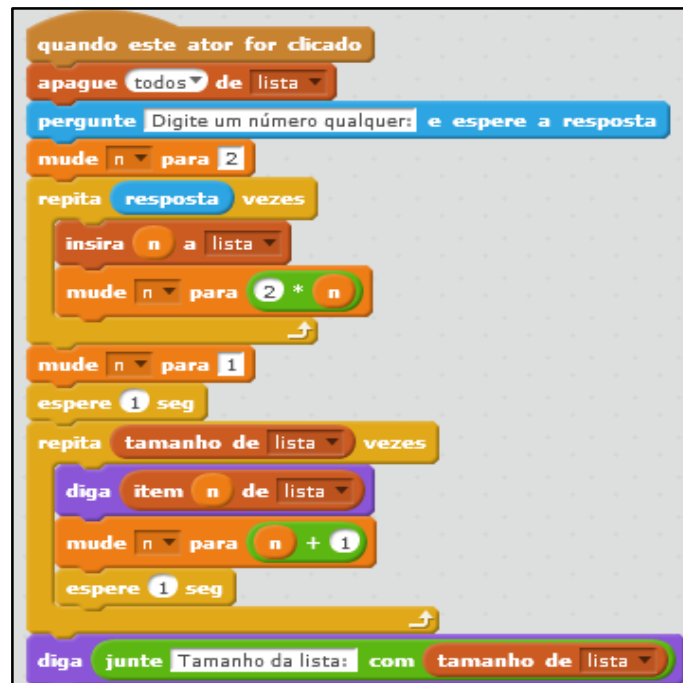 quando este ator for clicado
apague todos de lista
pergunte Digite um número qualquer: e espere a resposta
mude n para 2
repita resposta vezes
insira n a lista
mude n para 2 * n
mude n para 1
espere 1 seg
repita tamanho de lista vezes
diga item n de lista
mude n para n + 1
espere 1 seg
diga junte Tamanho da lista: com tamanho de lista